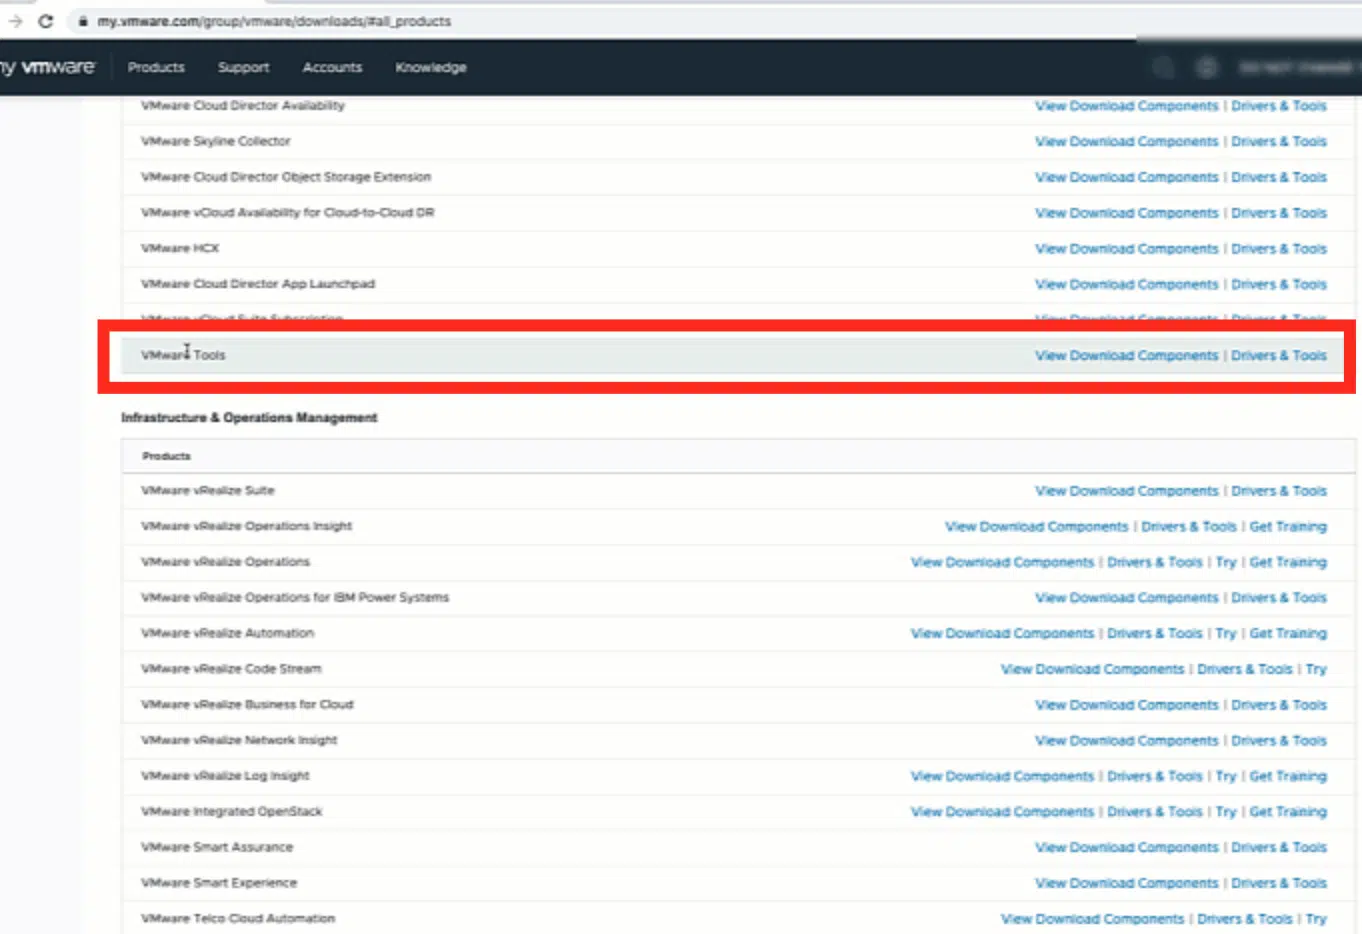 my.vmware.com/group/vmware/downloads/#all_products
my vmware Products Support Accounts Knowledge
VMware Cloud Director Availability View Download Components | Drivers & Tools
VMware Skyline Collector View Download Components | Drivers & Tools
VMware Cloud Director Object Storage Extension View Download Components | Drivers & Tools
VMware vCloud Availability for Cloud-to-Cloud DR View Download Components | Drivers & Tools
VMware HCX View Download Components | Drivers & Tools
VMware Cloud Director App Launchpad View Download Components | Drivers & Tools
VMware vCloud Suite Subscription View Download Components | Drivers & Tools
VMware Tools View Download Components | Drivers & Tools
Infrastructure & Operations Management
Products
VMware vRealize Suite View Download Components | Drivers & Tools
VMware vRealize Operations Insight View Download Components | Drivers & Tools | Get Training
VMware vRealize Operations View Download Components | Drivers & Tools | Try | Get Training
VMware vRealize Operations for IBM Power Systems View Download Components | Drivers & Tools
VMware vRealize Automation View Download Components | Drivers & Tools | Try | Get Training
VMware vRealize Code Stream View Download Components | Drivers & Tools | Try
VMware vRealize Business for Cloud View Download Components | Drivers & Tools
VMware vRealize Network Insight View Download Components | Drivers & Tools
VMware vRealize Log Insight View Download Components | Drivers & Tools | Try | Get Training
VMware Integrated OpenStack View Download Components | Drivers & Tools | Try | Get Training
VMware Smart Assurance View Download Components | Drivers & Tools
VMware Smart Experience View Download Components | Drivers & Tools
VMware Telco Cloud Automation View Download Components | Drivers & Tools | Try